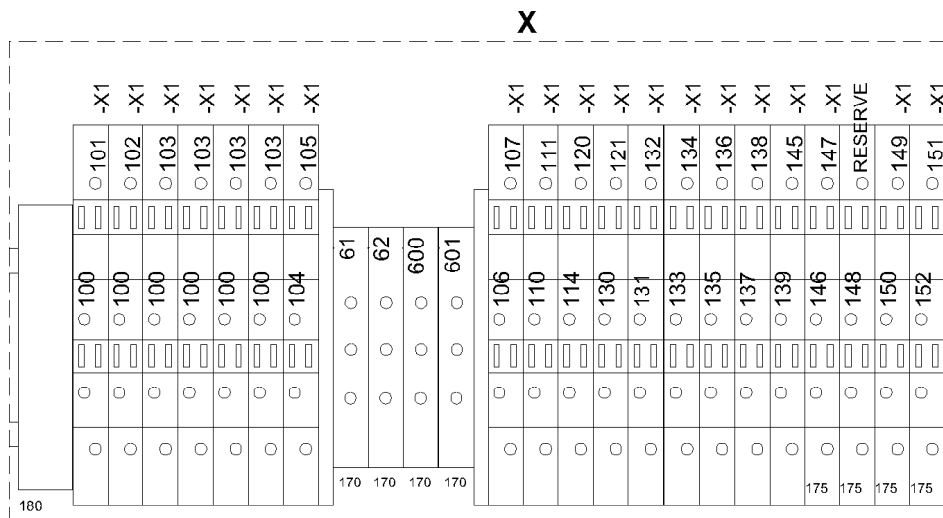 X
-X1 -X1 -X1 -X1 -X1 -X1 -X1 -X1 -X1 -X1 -X1 -X1 -X1 -X1 -X1 -X1 -X1 -X1 -X1
101 102 103 103 103 103 105 107 111 120 121 132 134 136 138 145 147 RESERVE 149 151
61 62 600 601
100 100 100 100 100 100 104 106 110 114 130 131 133 135 137 139 146 148 150 152
170 170 170 170 175 175 175 175
180